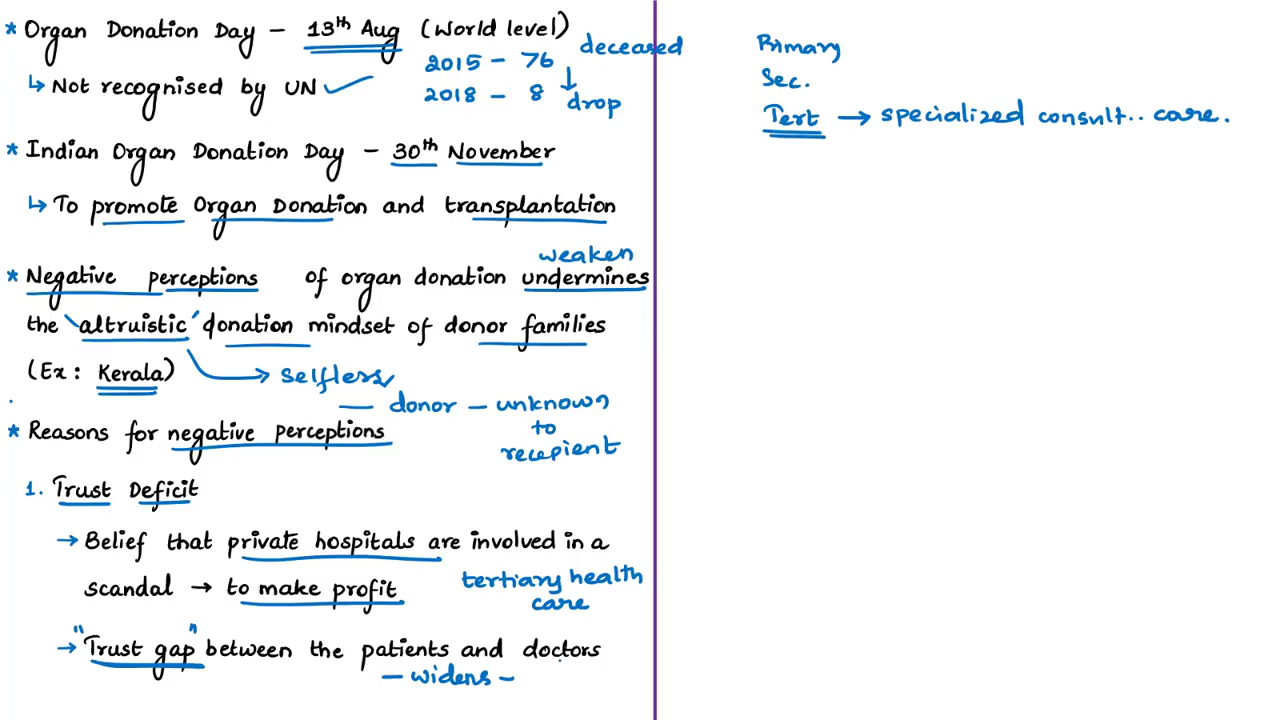 * Organ Donation Day - 13th Aug (World level)
deceased
2015 - 76
↳ Not recognised by UN ✓
2018 - 8 ↓ drop
* Indian Organ Donation Day - 30th November
↳ To promote Organ Donation and transplantation
weaken
* Negative perceptions of organ donation undermines
the 'altruistic' donation mindset of donor families
(Ex: Kerala) → Selfless
— donor — unknown
to
recepient
* Reasons for negative perceptions
1. Trust Deficit
→ Belief that private hospitals are involved in a
scandal → to make profit
tertiary health
care
→ "Trust gap" between the patients and doctors
- widens -
Primary
Sec.
Tert → specialized consult.. care.